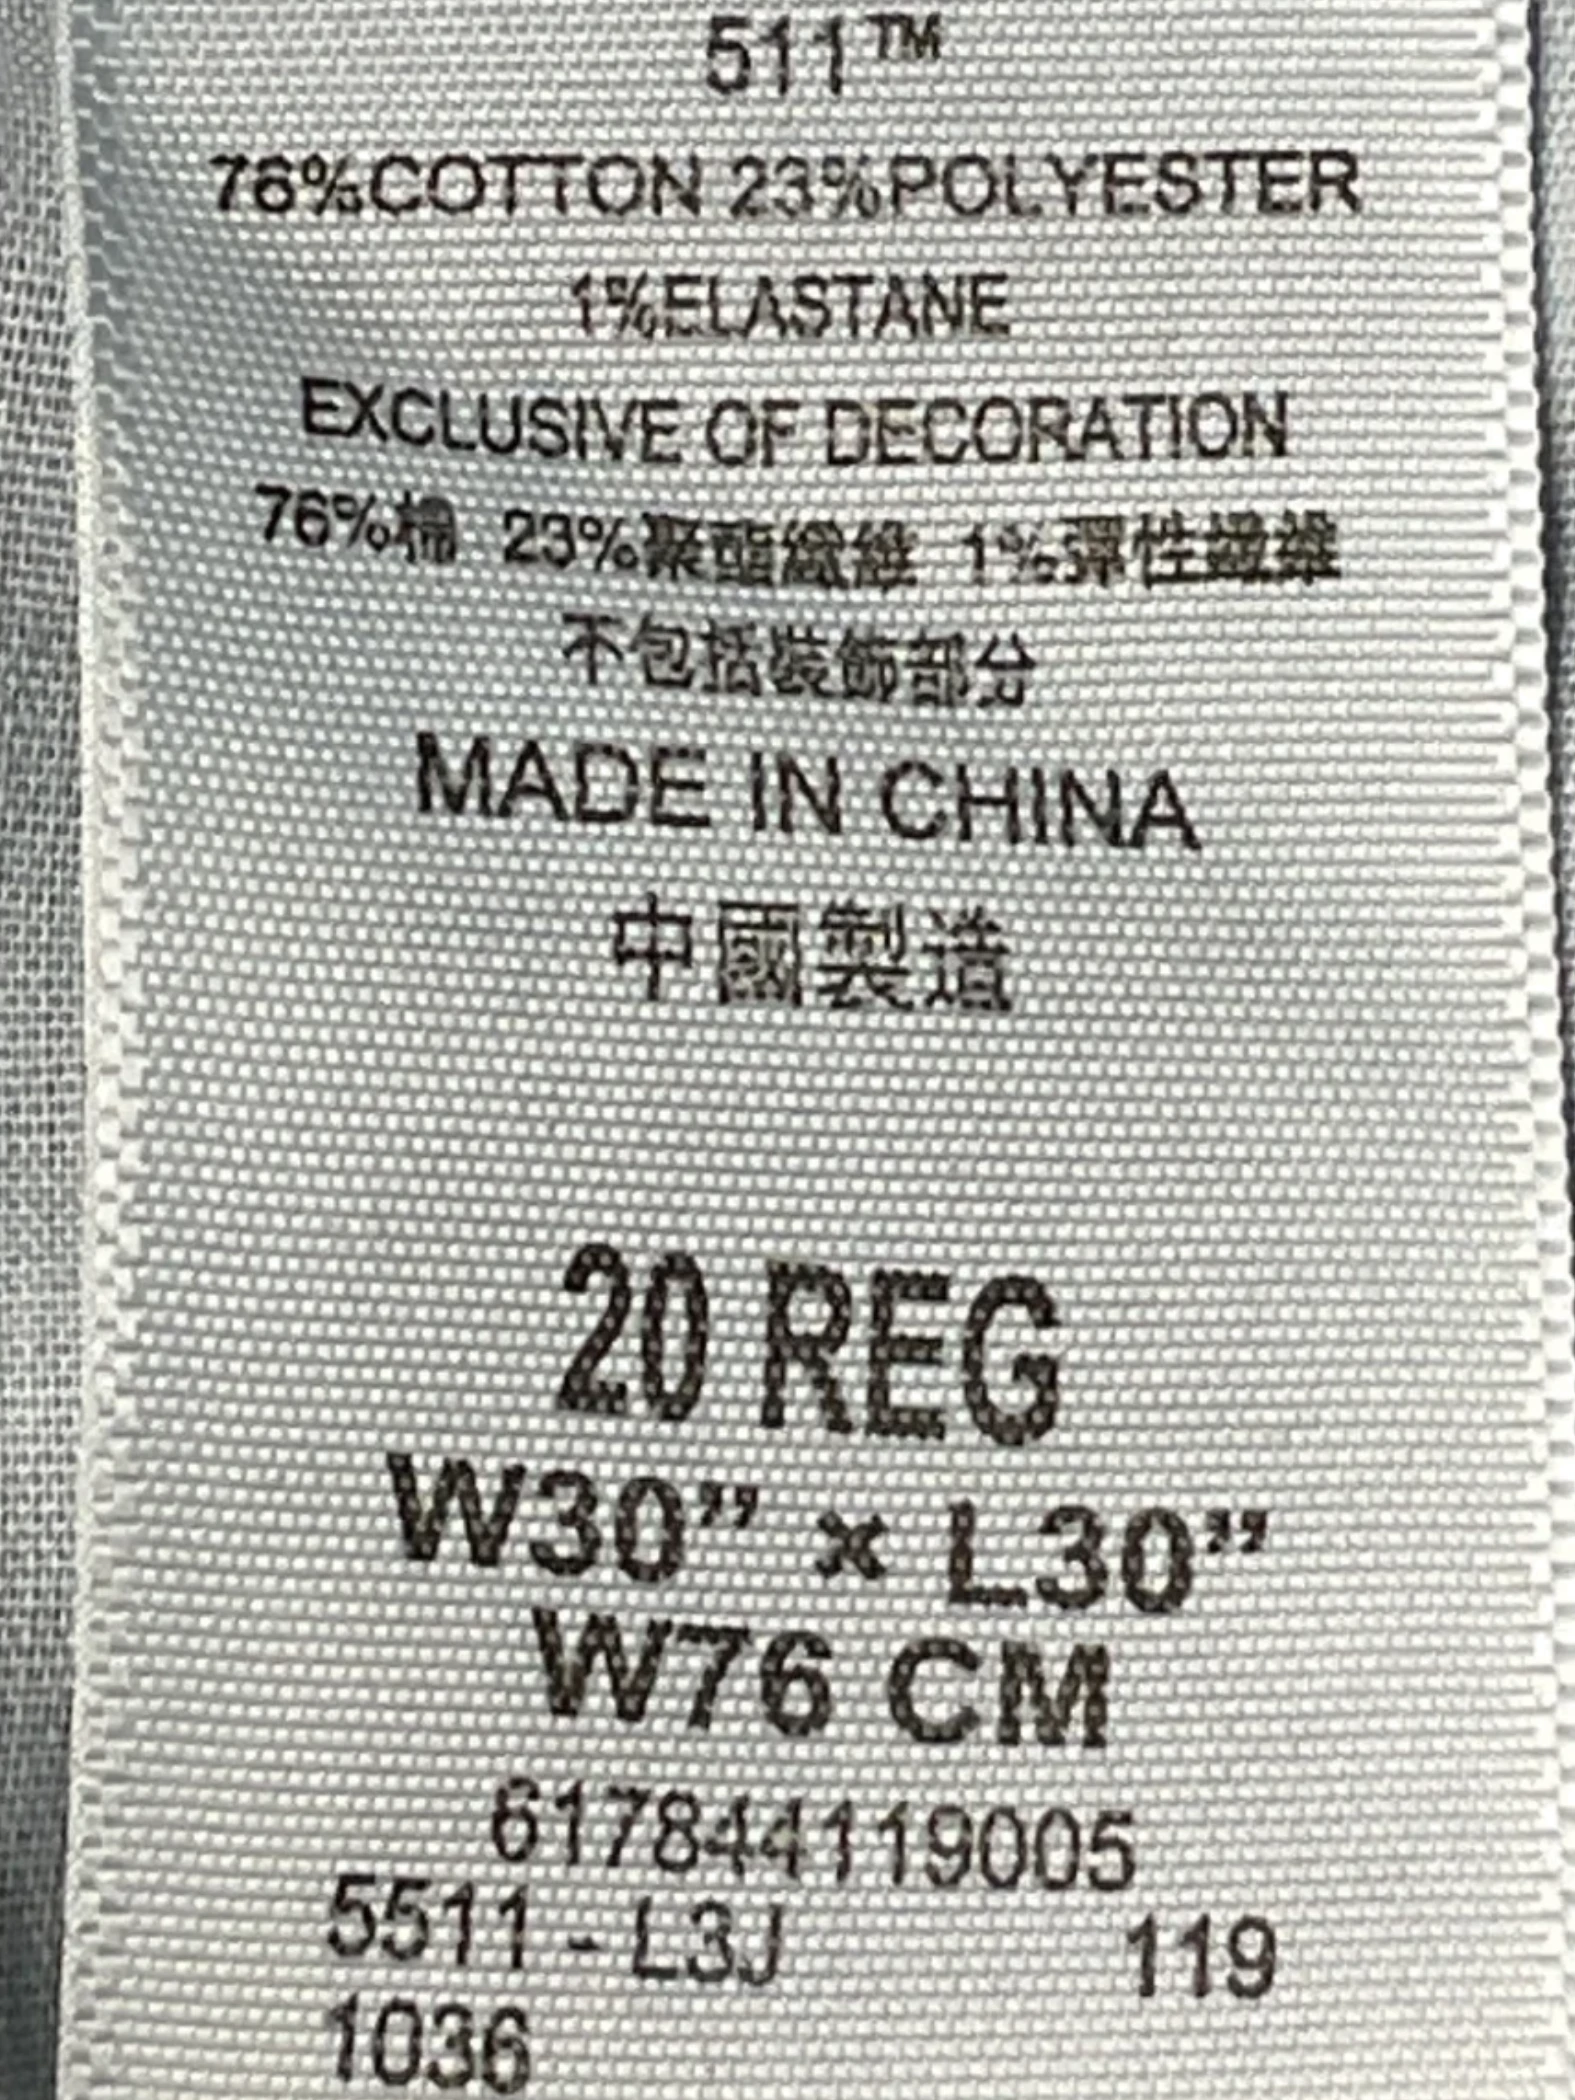 511™
76%COTTON 23%POLYESTER
1%ELASTANE
EXCLUSIVE OF DECORATION
76%棉 23%聚酯纖維 1%彈性纖維
不包括裝飾部分
MADE IN CHINA
中國製造
20 REG
W30” × L30”
W76 CM
617844119005
5511 - L3J 119
1036